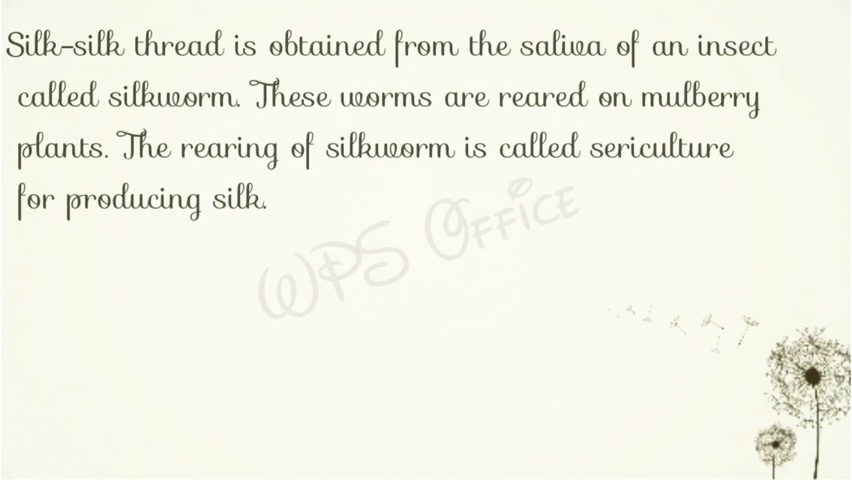 Silk-silk thread is obtained from the saliva of an insect
called silkworm. These worms are reared on mulberry
plants. The rearing of silkworm is called sericulture
for producing silk.
WPS Office